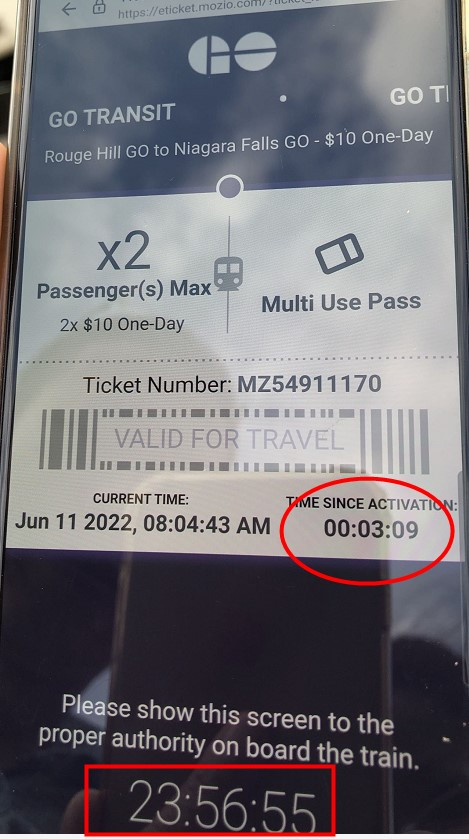 https://eticket.mozio.com/?ticket_
GO
GO TRANSIT
GO T
Rouge Hill GO to Niagara Falls GO - $10 One-Day
x2
Passenger(s) Max
2x $10 One-Day
Multi Use Pass
Ticket Number: MZ54911170
VALID FOR TRAVEL
CURRENT TIME:
Jun 11 2022, 08:04:43 AM
TIME SINCE ACTIVATION:
00:03:09
Please show this screen to the
proper authority on board the train.
23:56:55